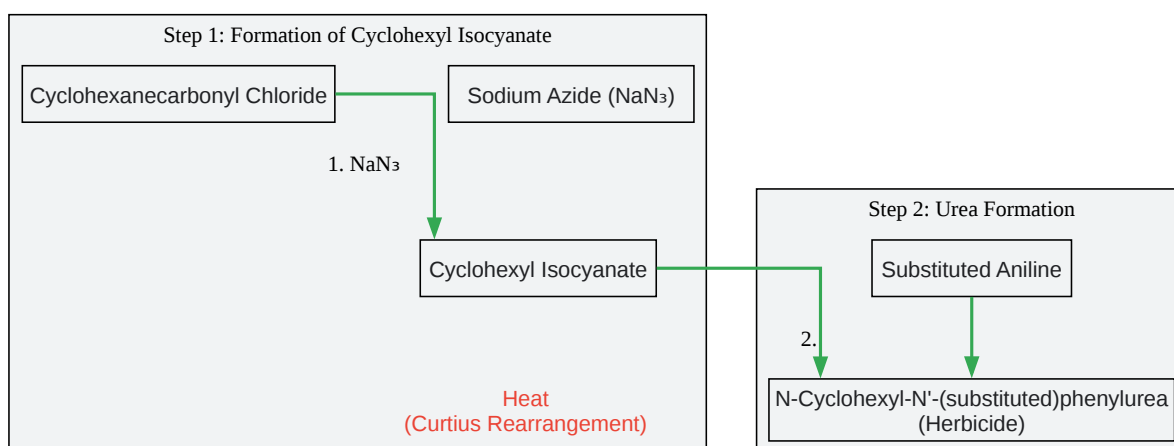 Step 1: Formation of Cyclohexyl Isocyanate
Cyclohexanecarbonyl Chloride
Sodium Azide (NaN₃)
1. NaN₃
Cyclohexyl Isocyanate
Heat
(Curtius Rearrangement)
Step 2: Urea Formation
Substituted Aniline
2.
N-Cyclohexyl-N'-(substituted)phenylurea
(Herbicide)